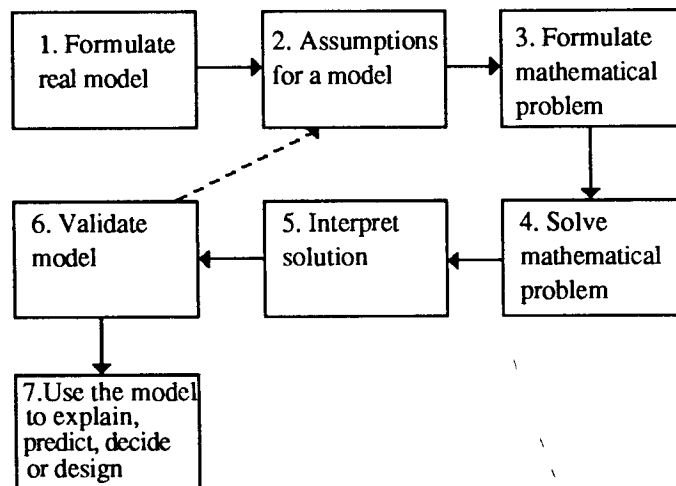 1. Formulate
real model
2. Assumptions
for a model
3. Formulate
mathematical
problem
4. Solve
mathematical
problem
5. Interpret
solution
6. Validate
model
7.Use the model
to explain,
predict, decide
or design